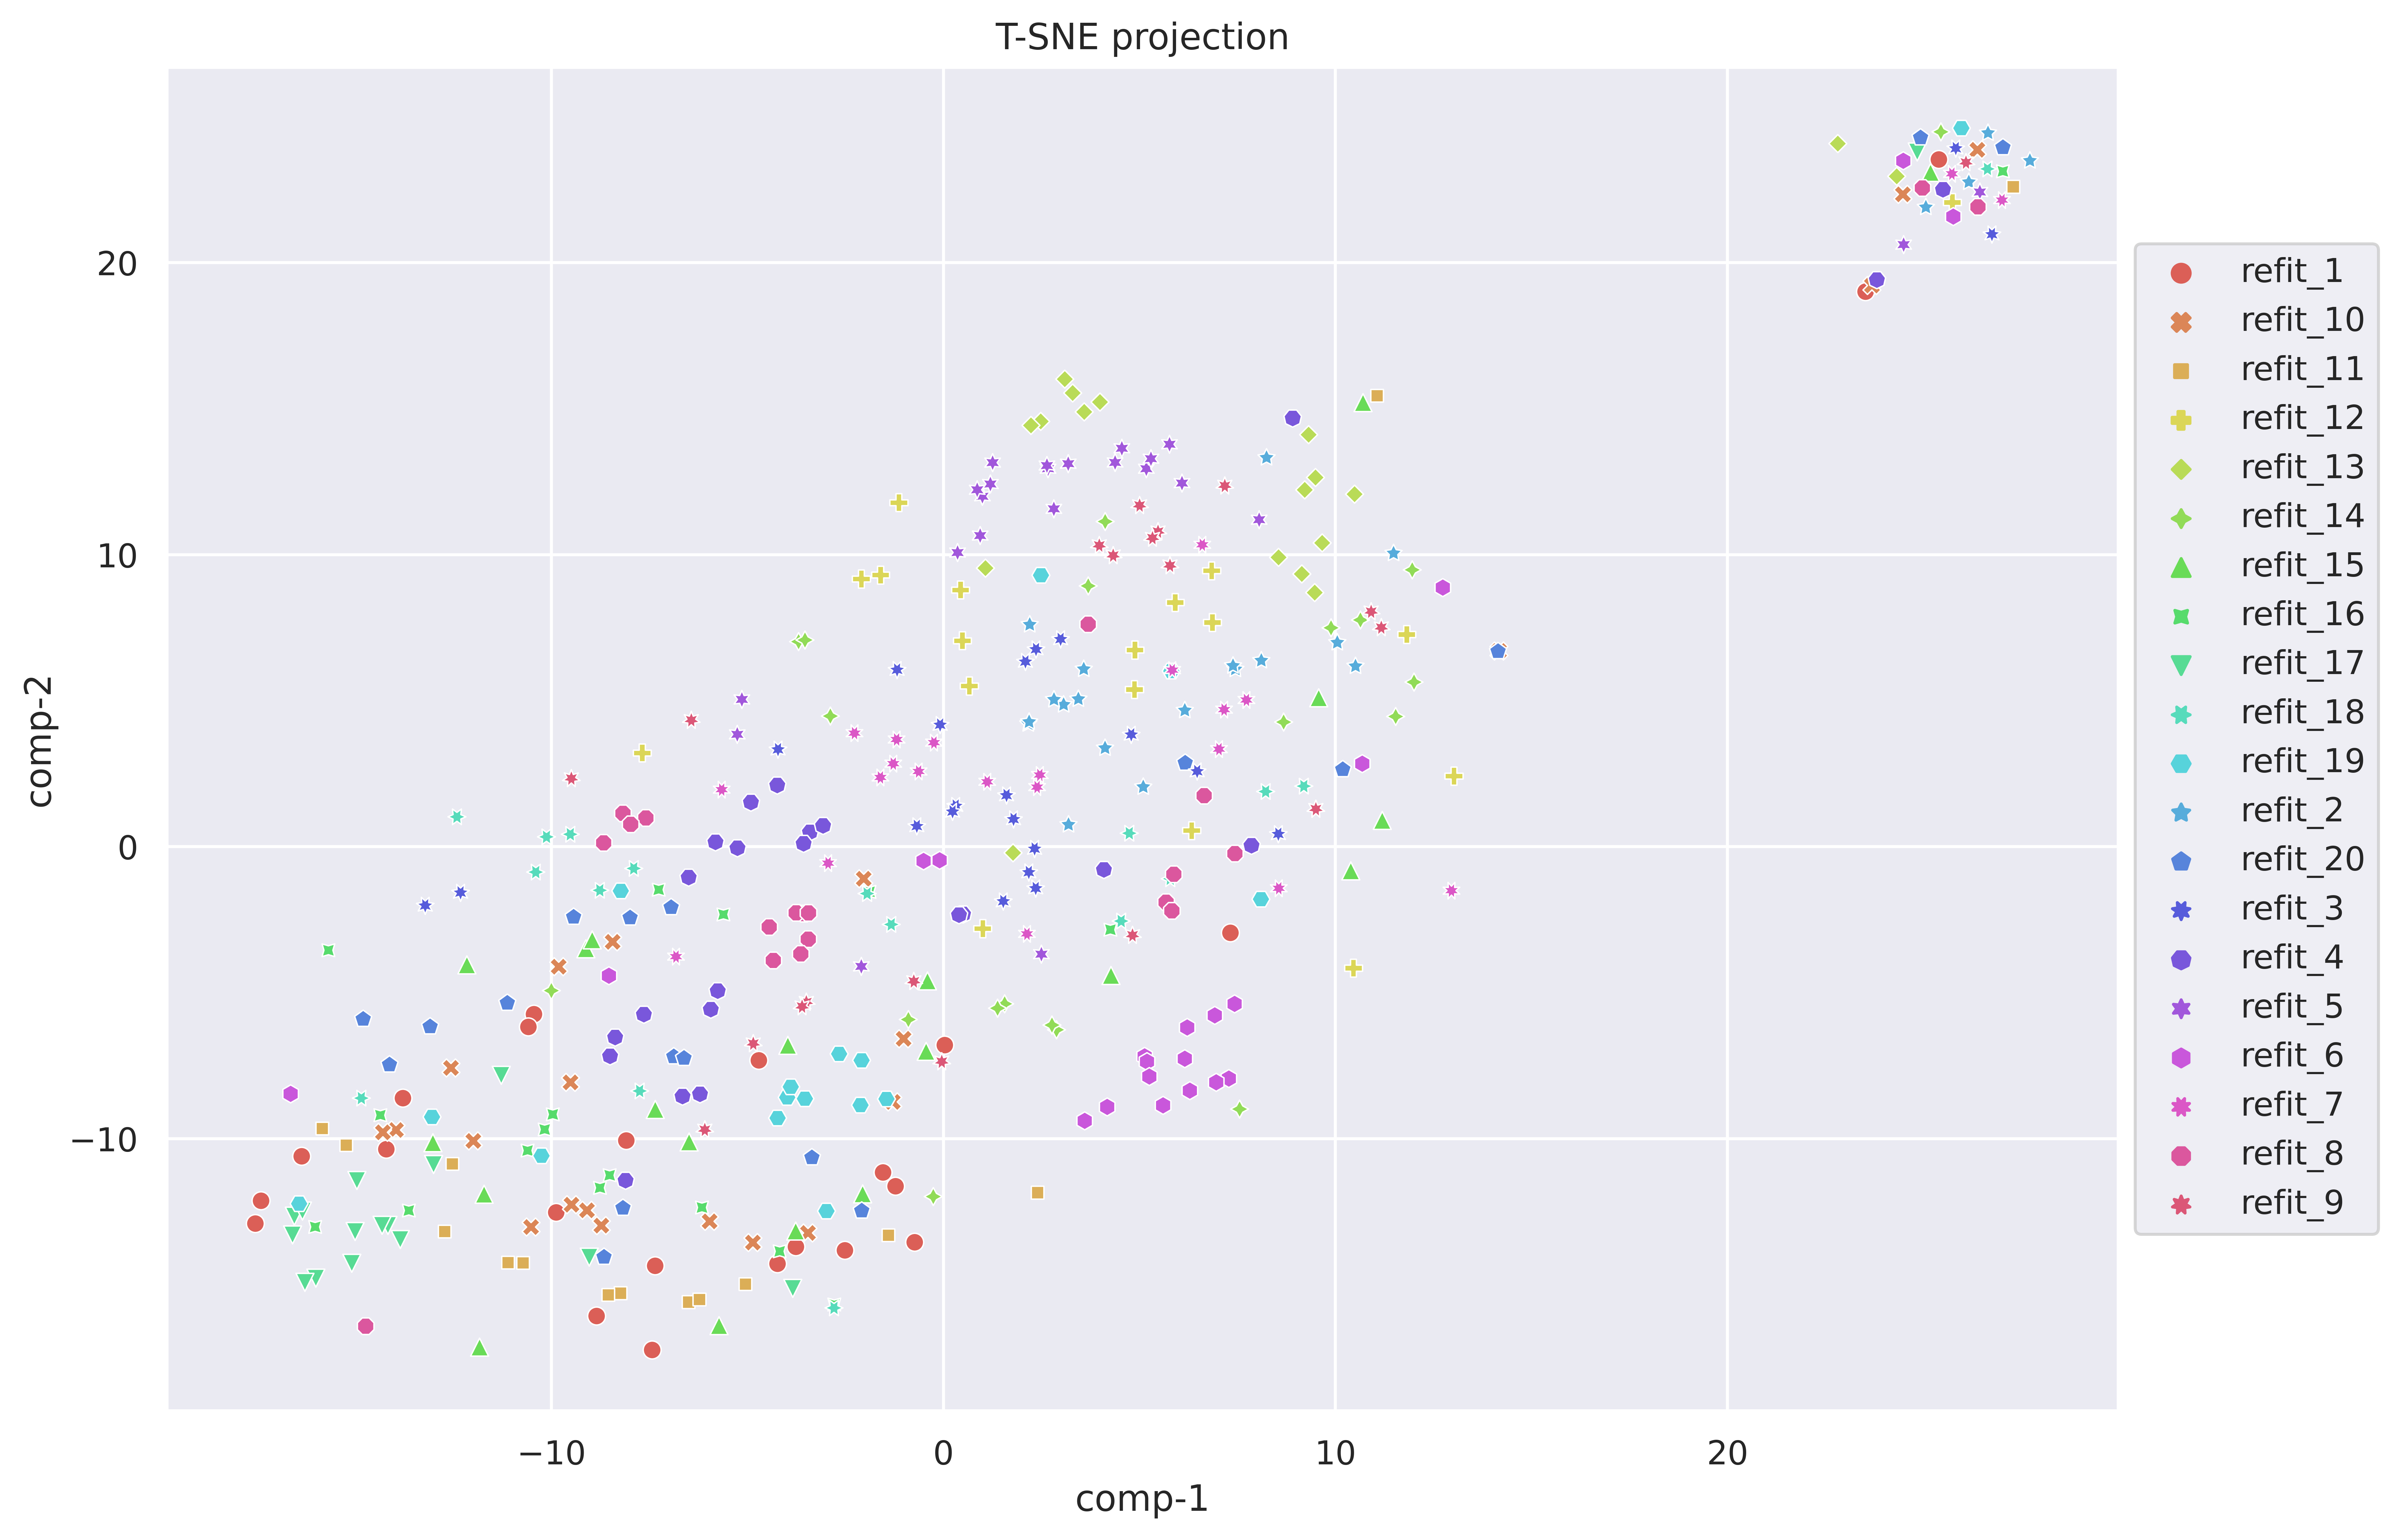 T-SNE projection
comp-2
20
10
0
−10
−10
0
10
20
comp-1
refit_1
refit_10
refit_11
refit_12
refit_13
refit_14
refit_15
refit_16
refit_17
refit_18
refit_19
refit_2
refit_20
refit_3
refit_4
refit_5
refit_6
refit_7
refit_8
refit_9